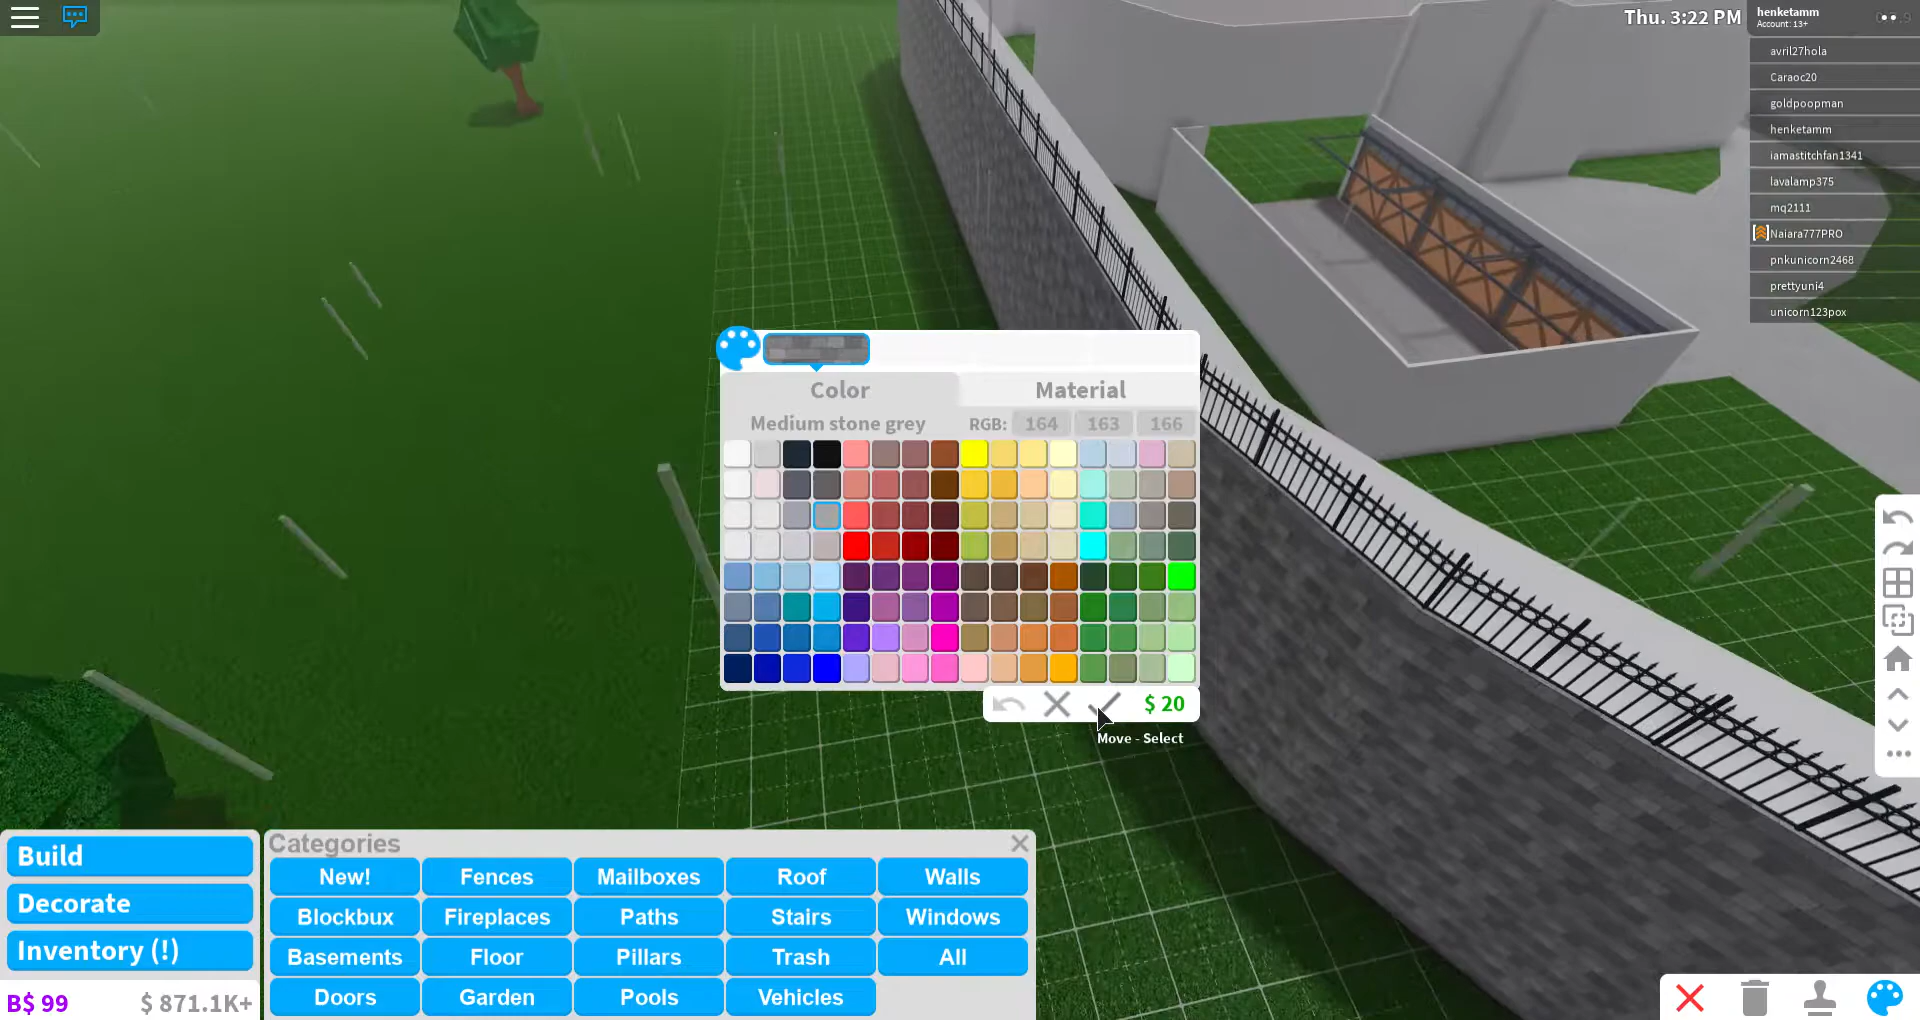 Thu. 3:22 PM
henketamm
Account: 13+
avril27hola
Caraoc20
goldpoopman
henketamm
iamastitchfan1341
lavalamp375
mq2111
Naiara777PRO
pnkunicorn2468
prettyuni4
unicorn123pox
Color
Material
Medium stone grey
RGB: 164 163 166
$ 20
Move - Select
Build
Decorate
Inventory (!)
B$ 99
$ 871.1K+
Categories
New! Fences Mailboxes Roof Walls
Blockbux Fireplaces Paths Stairs Windows
Basements Floor Pillars Trash All
Doors Garden Pools Vehicles